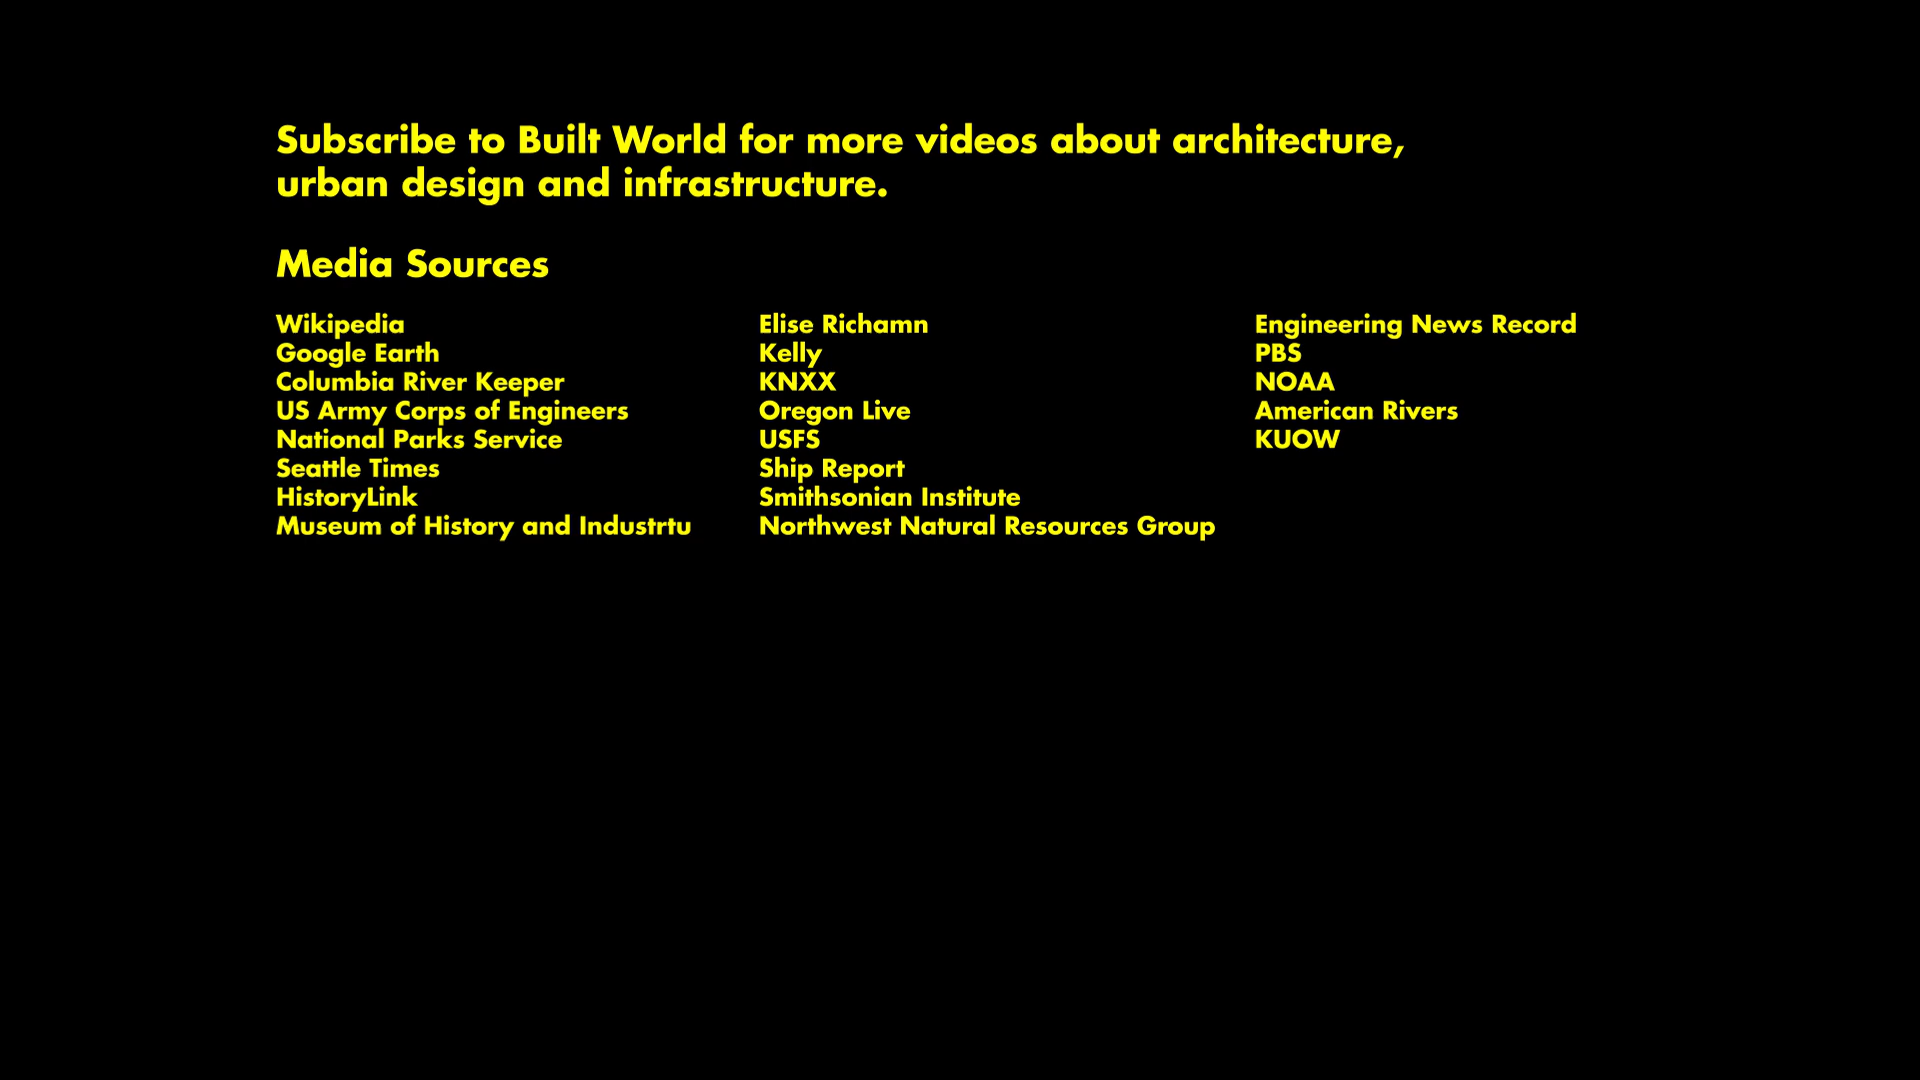 Subscribe to Built World for more videos about architecture,
urban design and infrastructure.
Media Sources
Wikipedia
Google Earth
Columbia River Keeper
US Army Corps of Engineers
National Parks Service
Seattle Times
HistoryLink
Museum of History and Industrtu
Elise Richamn
Kelly
KNXX
Oregon Live
USFS
Ship Report
Smithsonian Institute
Northwest Natural Resources Group
Engineering News Record
PBS
NOAA
American Rivers
KUOW